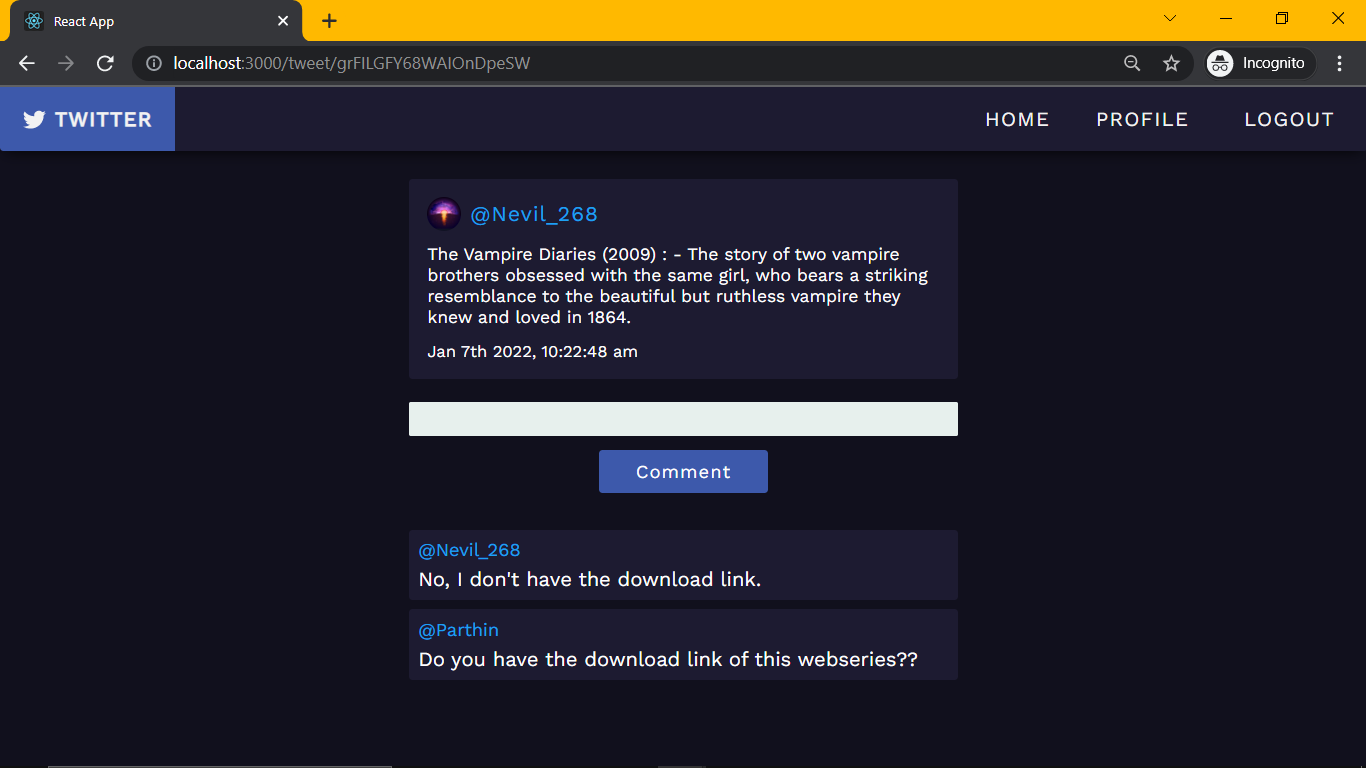 React App
localhost:3000/tweet/grFILGFY68WAIOnDpeSW
Incognito
TWITTER
HOME
PROFILE
LOGOUT
@Nevil_268
The Vampire Diaries (2009) : - The story of two vampire
brothers obsessed with the same girl, who bears a striking
resemblance to the beautiful but ruthless vampire they
knew and loved in 1864.
Jan 7th 2022, 10:22:48 am
Comment
@Nevil_268
No, I don't have the download link.
@Parthin
Do you have the download link of this webseries??